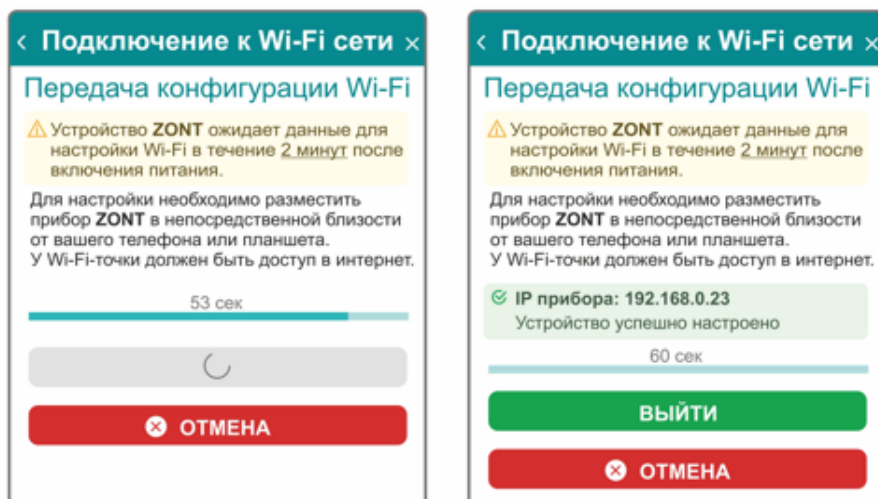 < Подключение к Wi-Fi сети ×
Передача конфигурации Wi-Fi
Устройство ZONT ожидает данные для
настройки Wi-Fi в течение 2 минут после
включения питания.
Для настройки необходимо разместить
прибор ZONT в непосредственной близости
от вашего телефона или планшета.
У Wi-Fi-точки должен быть доступ в интернет.
53 сек
ОТМЕНА
< Подключение к Wi-Fi сети ×
Передача конфигурации Wi-Fi
Устройство ZONT ожидает данные для
настройки Wi-Fi в течение 2 минут после
включения питания.
Для настройки необходимо разместить
прибор ZONT в непосредственной близости
от вашего телефона или планшета.
У Wi-Fi-точки должен быть доступ в интернет.
IP прибора: 192.168.0.23
Устройство успешно настроено
60 сек
ВЫЙТИ
ОТМЕНА